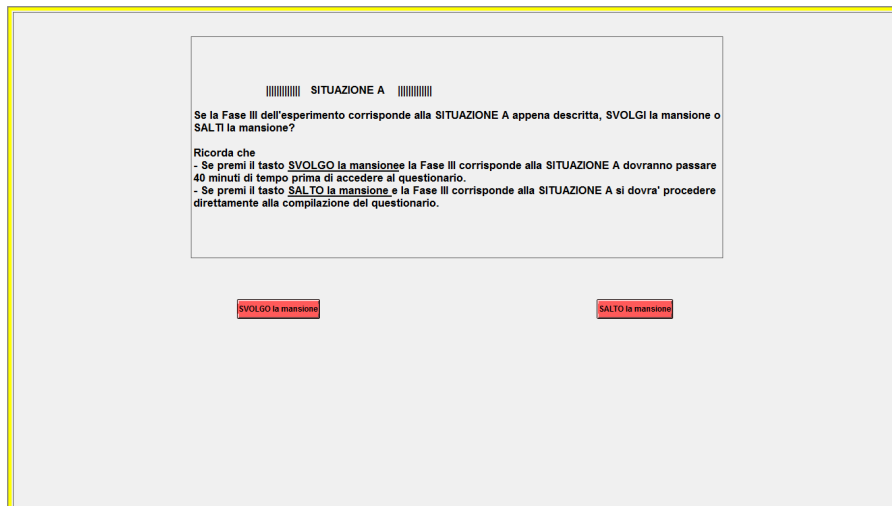 |||||||||||| SITUAZIONE A ||||||||||||
Se la Fase III dell'esperimento corrisponde alla SITUAZIONE A appena descritta, SVOLGI la mansione o
SALTI la mansione?
Ricorda che
- Se premi il tasto SVOLGO la mansionee la Fase III corrisponde alla SITUAZIONE A dovranno passare
40 minuti di tempo prima di accedere al questionario.
- Se premi il tasto SALTO la mansione e la Fase III corrisponde alla SITUAZIONE A si dovra' procedere
direttamente alla compilazione del questionario.
SVOLGO la mansione
SALTO la mansione